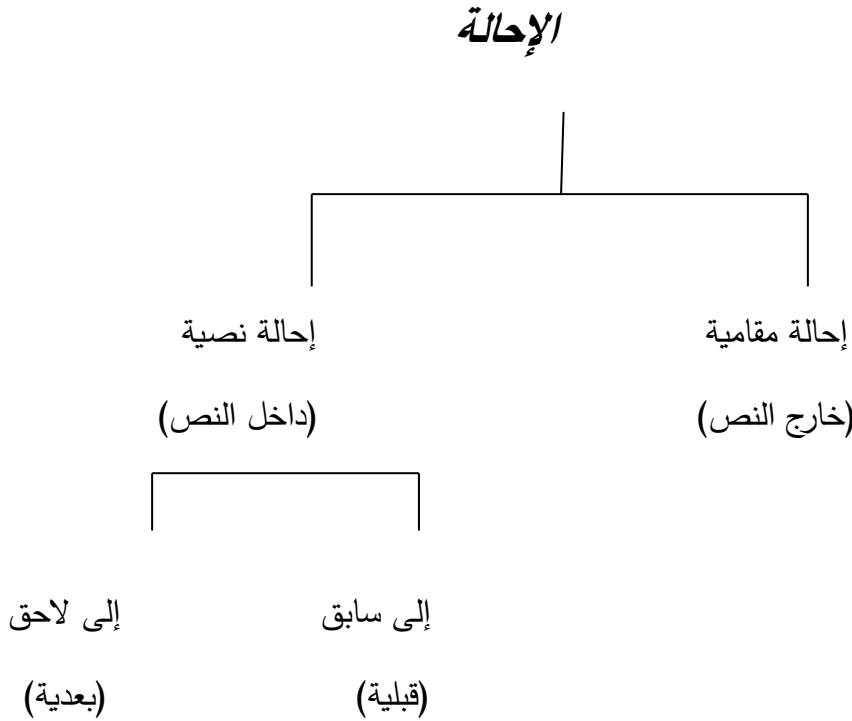 الإحالة
إحالة مقامية
إحالة نصية
(خارج النص)
(داخل النص)
إلى سابق
إلى لاحق
(قبلية)
(بعدية)